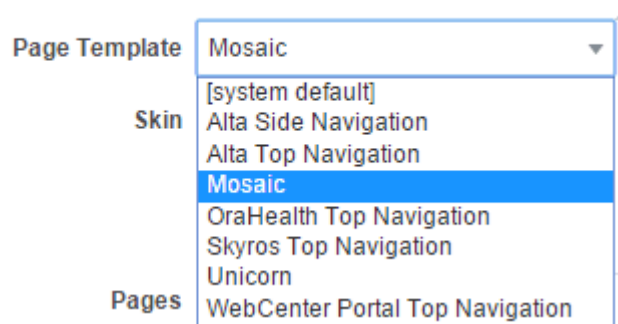 Page Template Mosaic
[system default]
Skin Alta Side Navigation
Alta Top Navigation
Mosaic
OraHealth Top Navigation
Skyros Top Navigation
Unicorn
Pages WebCenter Portal Top Navigation